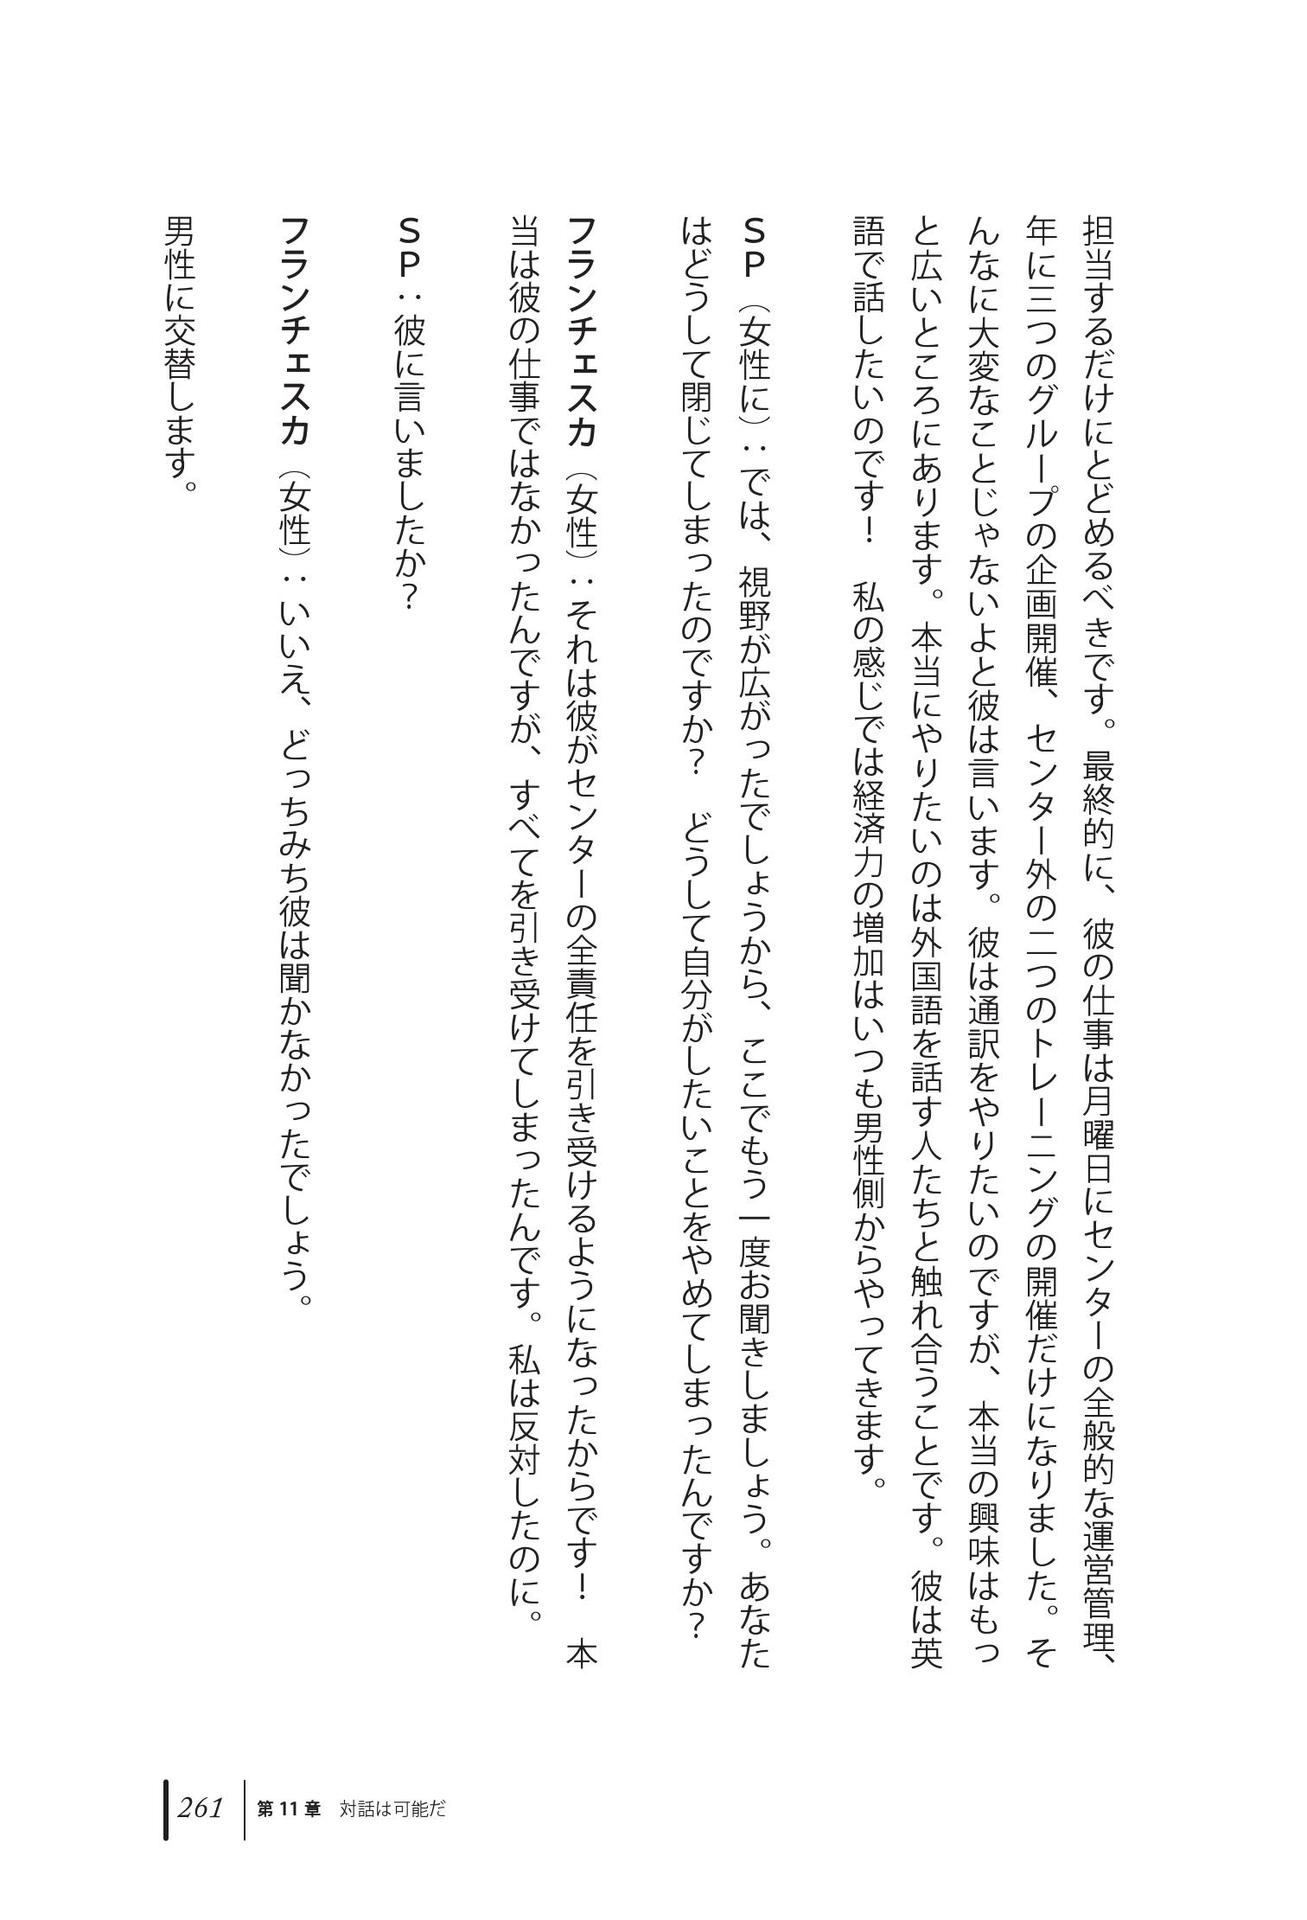 担当するだけにとどめるべきです。最終的に、彼の仕事は月曜日にセンターの全般的な運営管理、
年に三つのグループの企画開催、センター外の二つのトレーニングの開催だけになりました。そ
んなに大変なことじゃないよと彼は言います。彼は通訳をやりたいのですが、本当の興味はもっ
と広いところにあります。本当にやりたいのは外国語を話す人たちと触れ合うことです。彼は英
語で話したいのです！　私の感じでは経済力の増加はいつも男性側からやってきます。
ＳＰ（女性に）：では、視野が広がったでしょうから、ここでもう一度お聞きしましょう。あなた
はどうして閉じてしまったのですか？　どうして自分がしたいことをやめてしまったんですか？
フランチェスカ（女性）：それは彼がセンターの全責任を引き受けるようになったからです！　本
当は彼の仕事ではなかったんですが、すべてを引き受けてしまったんです。私は反対したのに。
ＳＰ：彼に言いましたか？
フランチェスカ（女性）：いいえ、どっちみち彼は聞かなかったでしょう。
男性に交替します。
261 第11章　対話は可能だ